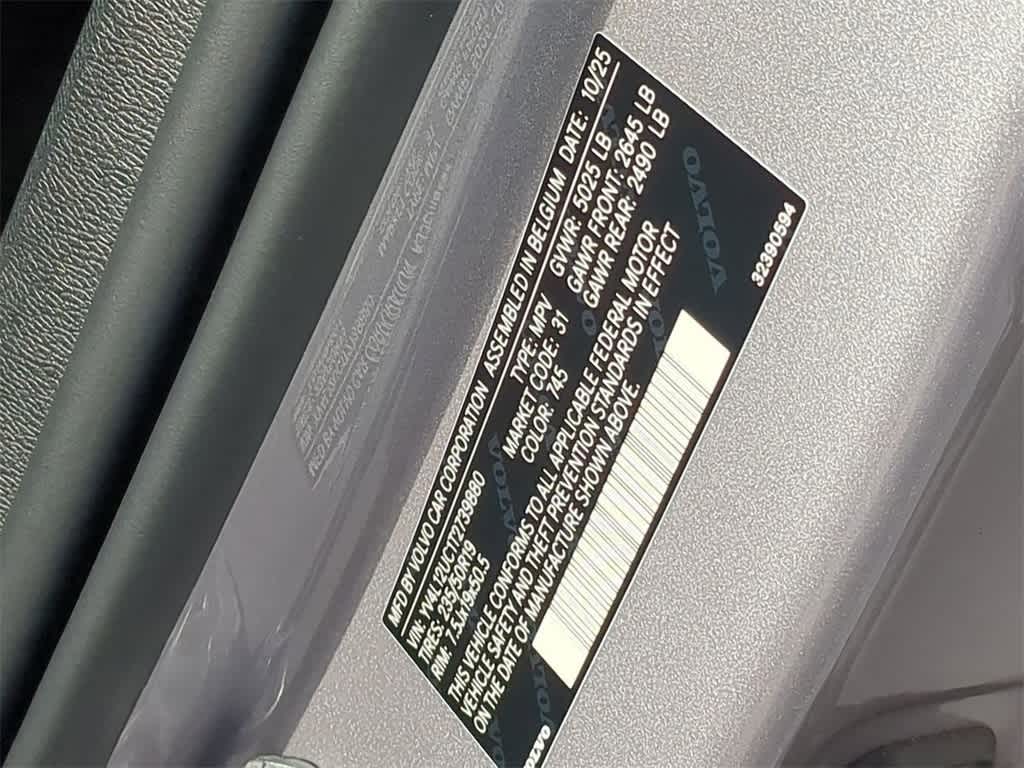 MFD BY VOLVO CAR CORPORATION ASSEMBLED IN BELGIUM DATE: 10/25
VIN: YV4L12UC1T2739880 TYPE: MPV GVWR: 5025 LB
TIRES: 235/50R19 MARKET CODE: 31 GAWR FRONT: 2645 LB
RIM: 7.5Jx19x50.5 COLOR: 745 GAWR REAR: 2490 LB
THIS VEHICLE CONFORMS TO ALL APPLICABLE FEDERAL MOTOR
VEHICLE SAFETY AND THEFT PREVENTION STANDARDS IN EFFECT
ON THE DATE OF MANUFACTURE SHOWN ABOVE.
VOLVO
32390594